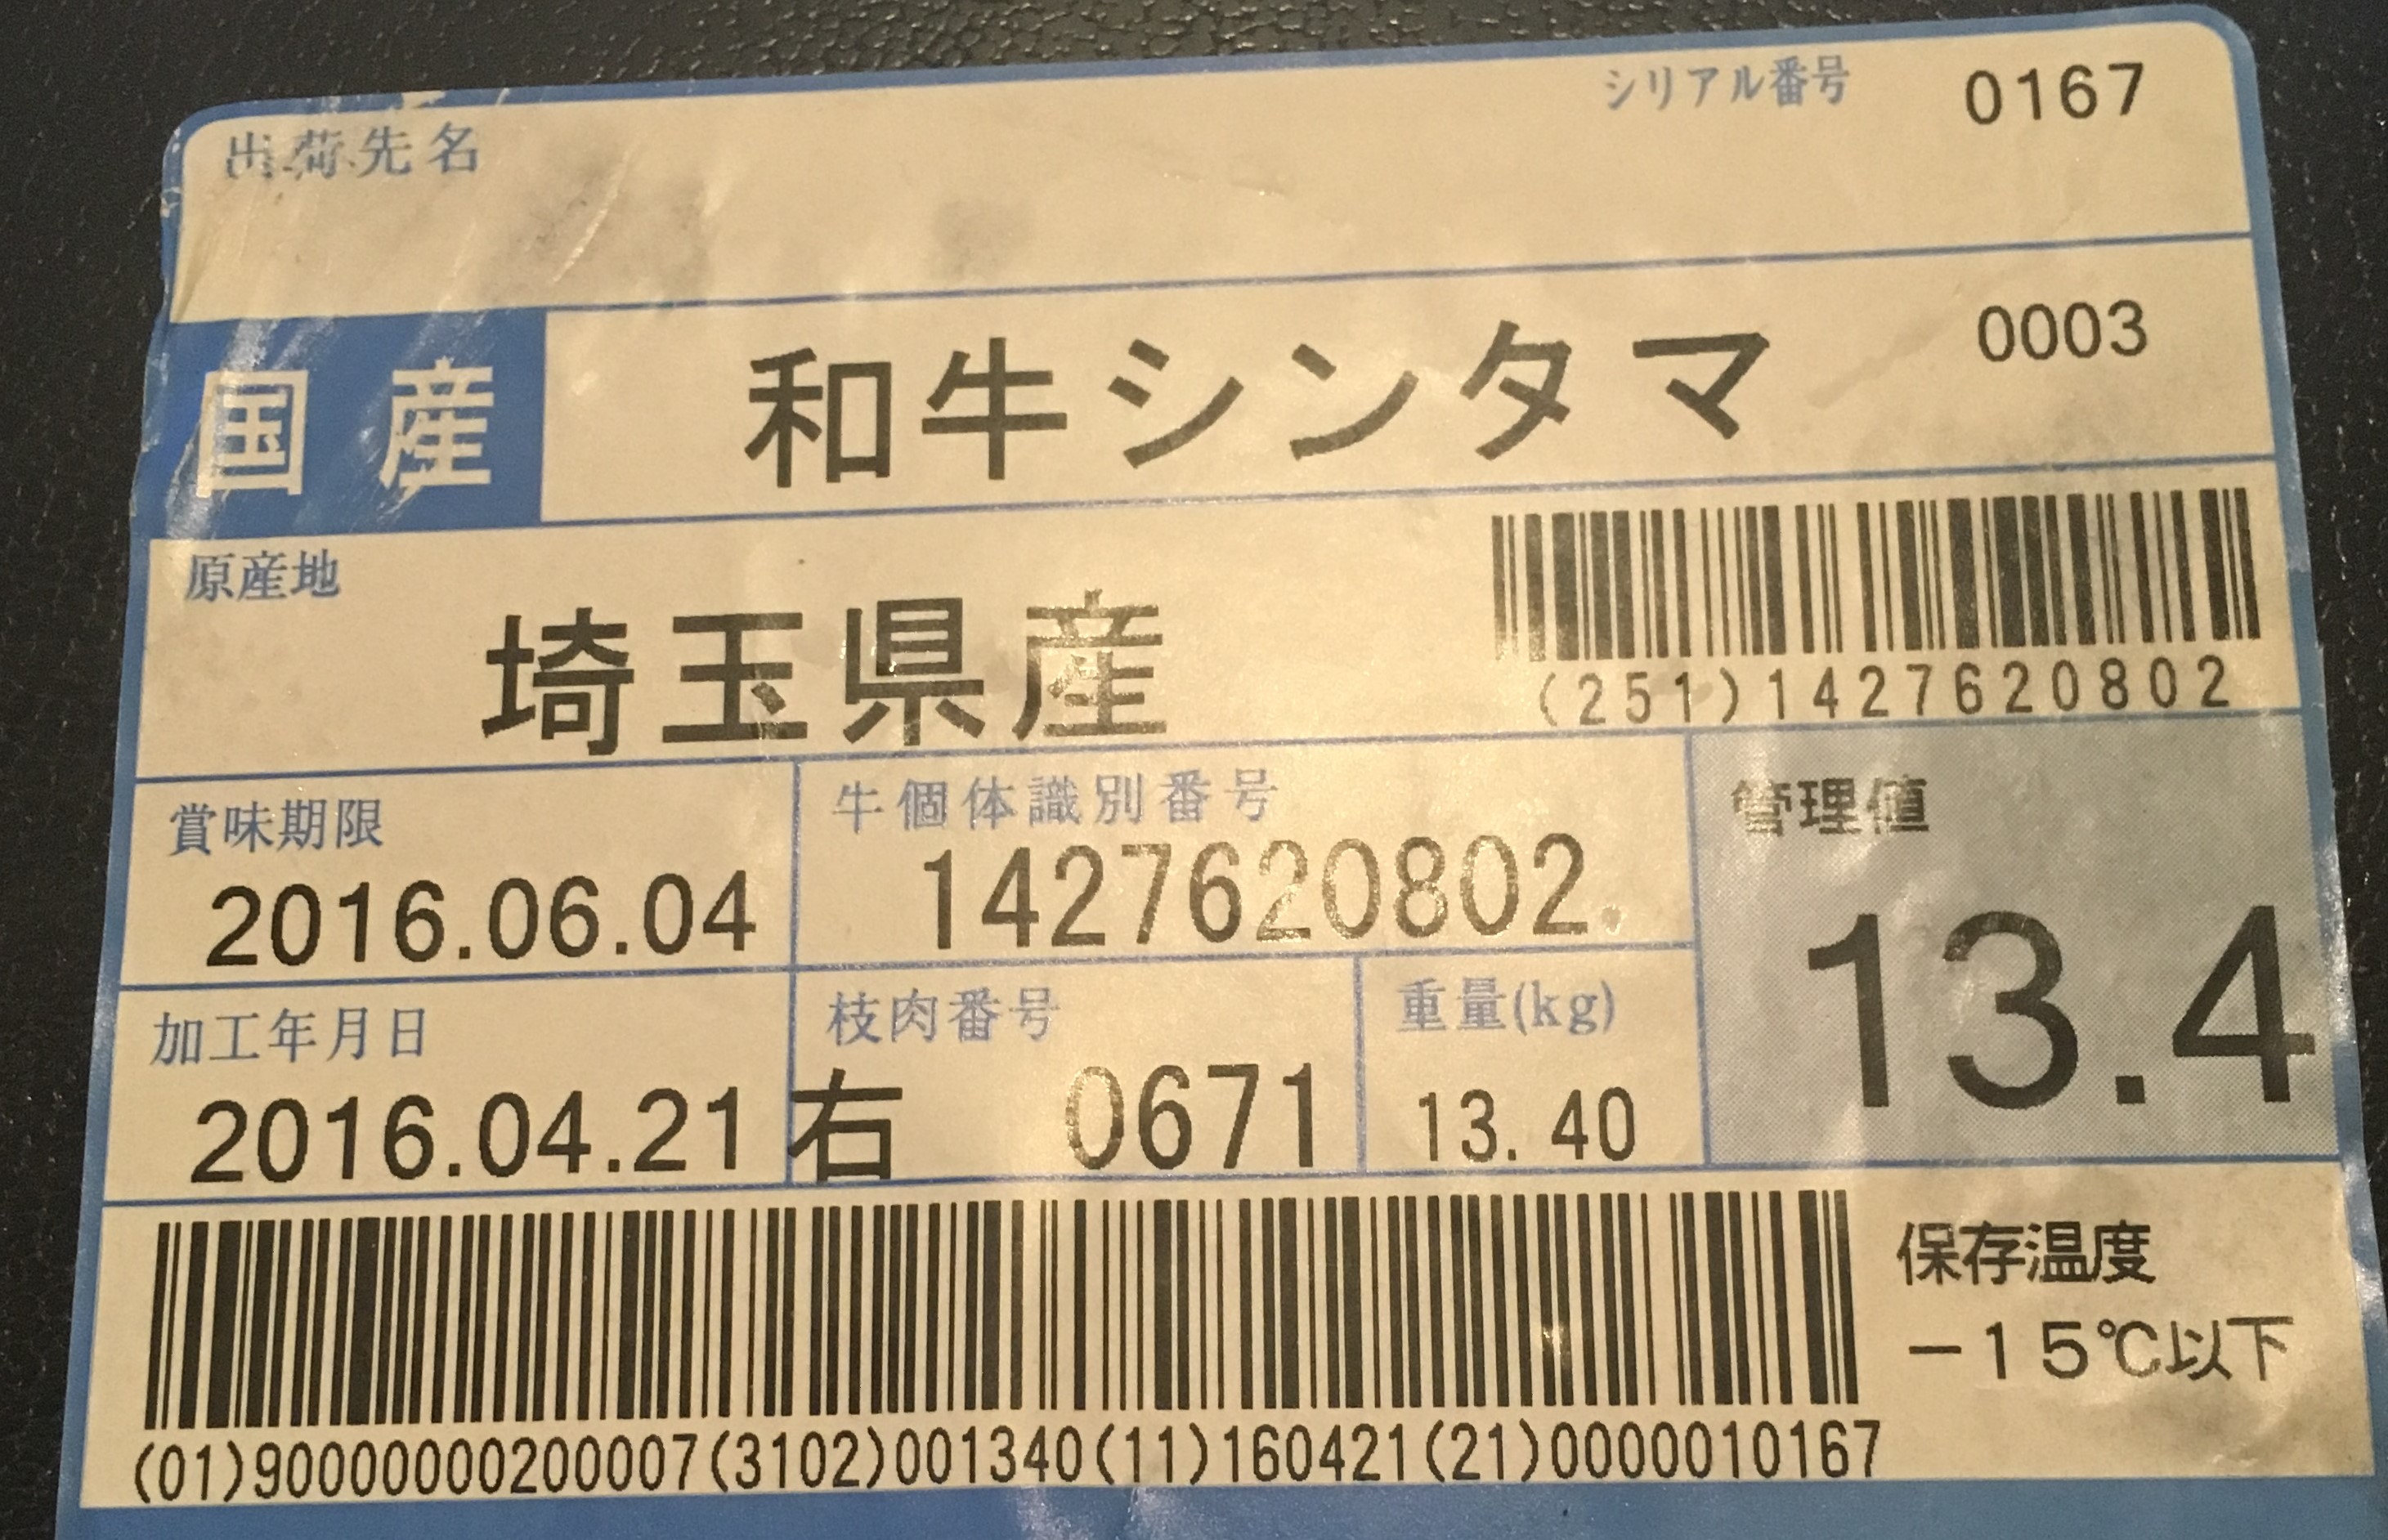 出荷先名
シリアル番号 0167
国産 和牛シンタマ 0003
原産地
埼玉県産
(251)1427620802
賞味期限
2016.06.04
牛個体識別番号
1427620802.
管理値
13.4
加工年月日
2016.04.21
枝肉番号
右 0671
重量(kg)
13.40
(01)90000000200007(3102)001340(11)160421(21)0000010167
保存温度
−15℃以下